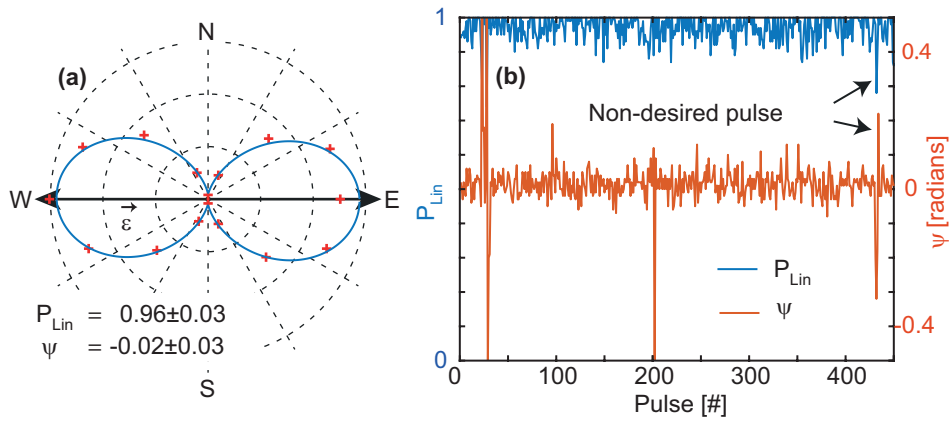 (a)
N
W
E
S
ε
P_Lin = 0.96±0.03
ψ = -0.02±0.03
(b)
1
0
P_Lin
Non-desired pulse
P_Lin
ψ
0.4
0
-0.4
ψ [radians]
0 100 200 300 400
Pulse [#]